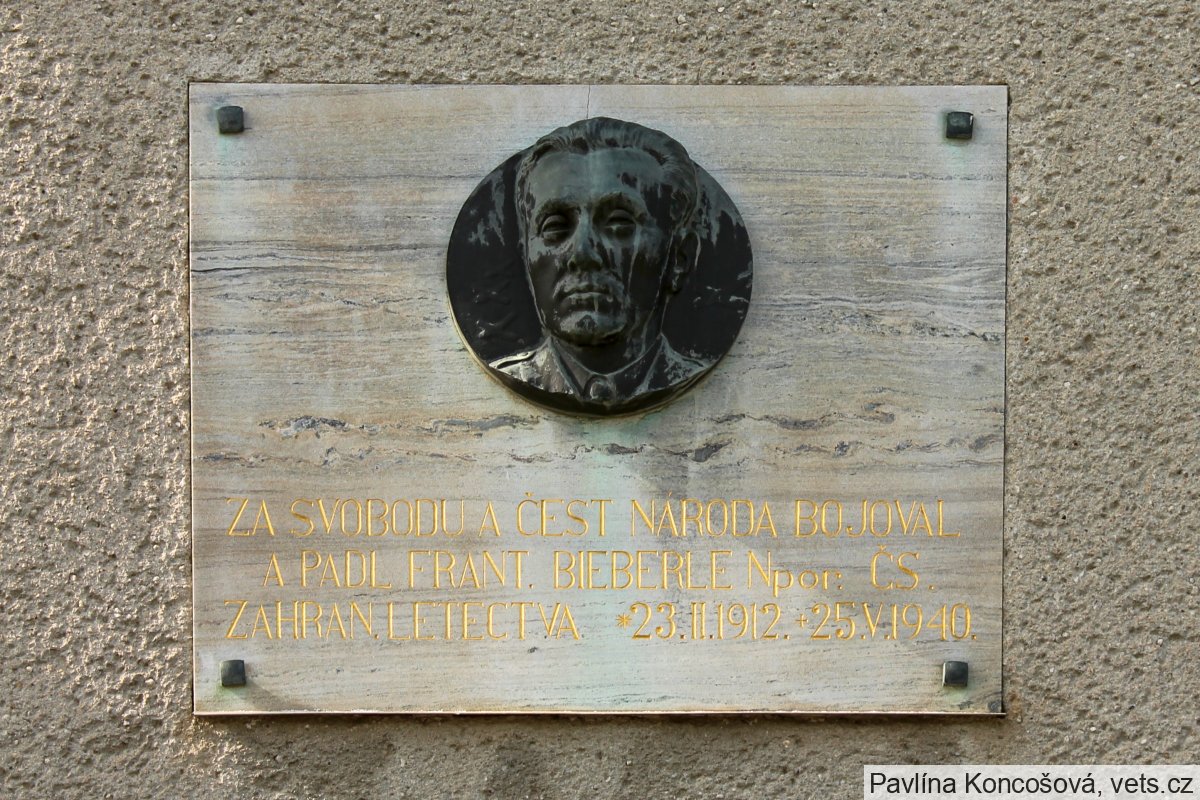 ZA SVOBODU A ČEST NÁRODA BOJOVAL
A PADL FRANT. BIEBERLE Npor: ČS.
ZAHRAN. LETECTVA *23.II.1912.+25.V.1940.
Pavlína Koncošová, vets.cz